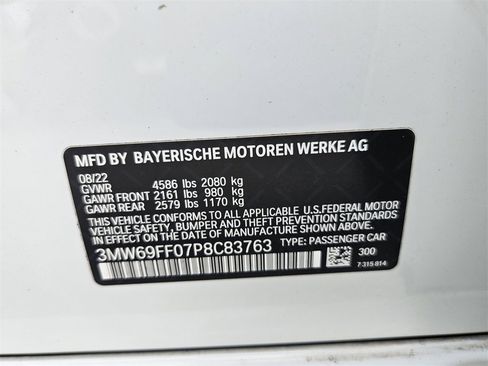 MFD BY BAYERISCHE MOTOREN WERKE AG
08/22
GVWR 4586 lbs 2080 kg
GAWR FRONT 2161 lbs 980 kg
GAWR REAR 2579 lbs 1170 kg
THIS VEHICLE CONFORMS TO ALL APPLICABLE U.S.FEDERAL MOTOR
VEHICLE SAFETY, BUMPER AND THEFT PREVENTION STANDARDS
IN EFFECT ON THE DATE OF MANUFACTURE SHOWN ABOVE.
3MW69FF07P8C83763 TYPE: PASSENGER CAR
300
7-315-814